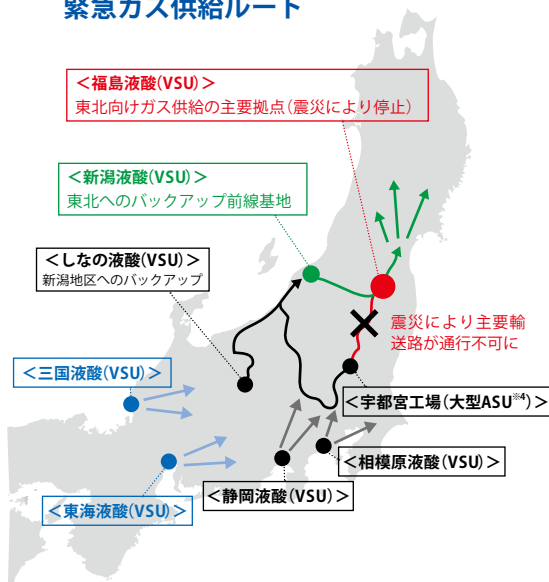 緊急ガス供給ルート
＜福島液酸(VSU)＞
東北向けガス供給の主要拠点(震災により停止)
＜新潟液酸(VSU)＞
東北へのバックアップ前線基地
＜しなの液酸(VSU)＞
新潟地区へのバックアップ
震災により主要輸
送路が通行不可に
＜三国液酸(VSU)＞
＜宇都宮工場(大型ASU※4)＞
＜相模原液酸(VSU)＞
＜静岡液酸(VSU)＞
＜東海液酸(VSU)＞